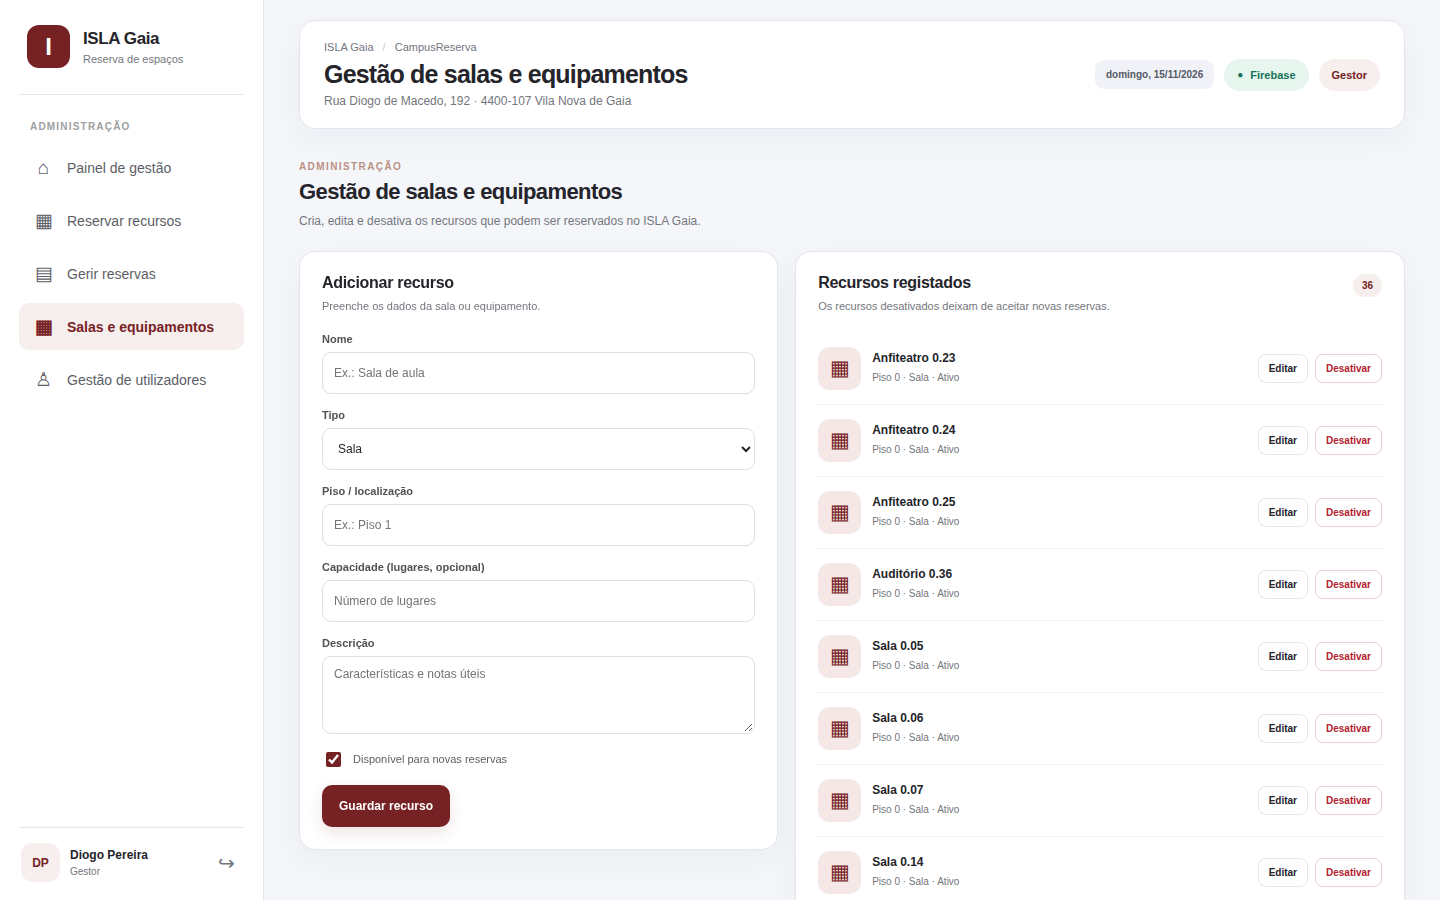 I
ISLA Gaia
Reserva de espaços
ADMINISTRAÇÃO
Painel de gestão
Reservar recursos
Gerir reservas
Salas e equipamentos
Gestão de utilizadores
DP
Diogo Pereira
Gestor
ISLA Gaia / CampusReserva
Gestão de salas e equipamentos
Rua Diogo de Macedo, 192 · 4400-107 Vila Nova de Gaia
domingo, 15/11/2026
● Firebase
Gestor
ADMINISTRAÇÃO
Gestão de salas e equipamentos
Cria, edita e desativa os recursos que podem ser reservados no ISLA Gaia.
Adicionar recurso
Preenche os dados da sala ou equipamento.
Nome
Ex.: Sala de aula
Tipo
Sala
Piso / localização
Ex.: Piso 1
Capacidade (lugares, opcional)
Número de lugares
Descrição
Características e notas úteis
Disponível para novas reservas
Guardar recurso
Recursos registados
36
Os recursos desativados deixam de aceitar novas reservas.
Anfiteatro 0.23
Piso 0 · Sala · Ativo
Editar Desativar
Anfiteatro 0.24
Piso 0 · Sala · Ativo
Editar Desativar
Anfiteatro 0.25
Piso 0 · Sala · Ativo
Editar Desativar
Auditório 0.36
Piso 0 · Sala · Ativo
Editar Desativar
Sala 0.05
Piso 0 · Sala · Ativo
Editar Desativar
Sala 0.06
Piso 0 · Sala · Ativo
Editar Desativar
Sala 0.07
Piso 0 · Sala · Ativo
Editar Desativar
Sala 0.14
Piso 0 · Sala · Ativo
Editar Desativar